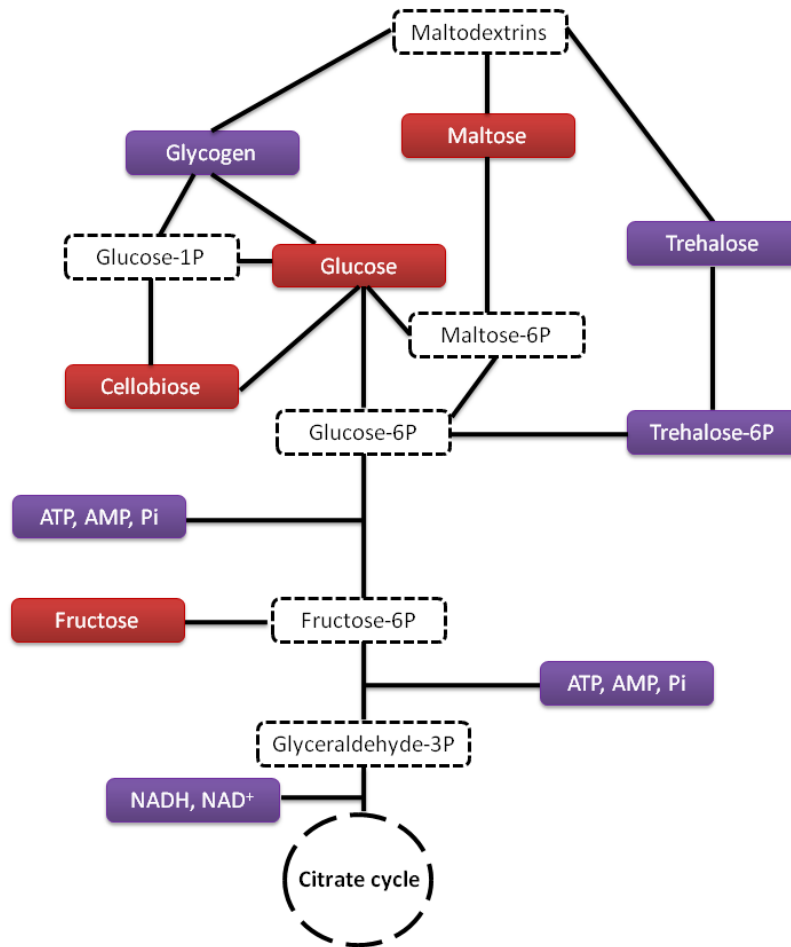 Maltodextrins
Maltose
Glycogen
Trehalose
Glucose-1P
Glucose
Maltose-6P
Cellobiose
Glucose-6P
Trehalose-6P
ATP, AMP, Pi
Fructose
Fructose-6P
ATP, AMP, Pi
Glyceraldehyde-3P
NADH, NAD⁺
Citrate cycle